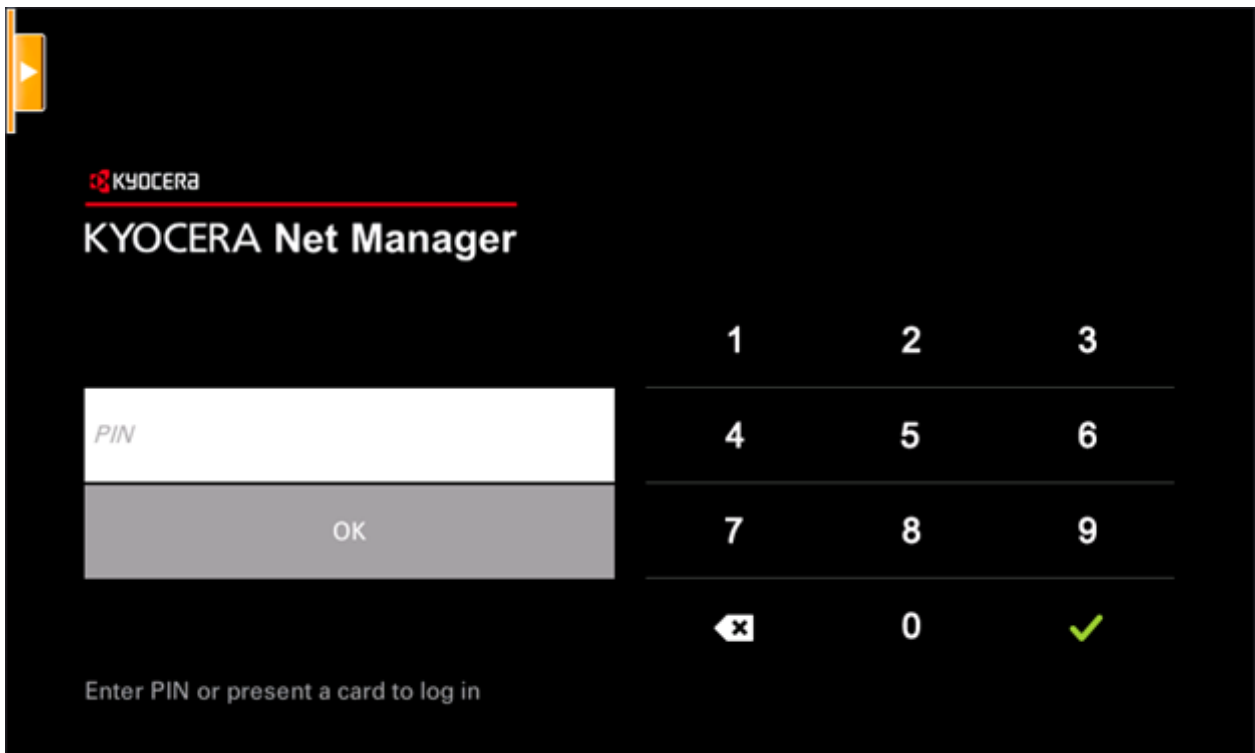 KYOCERA
KYOCERA Net Manager
1 2 3
PIN
4 5 6
OK
7 8 9
0
Enter PIN or present a card to log in